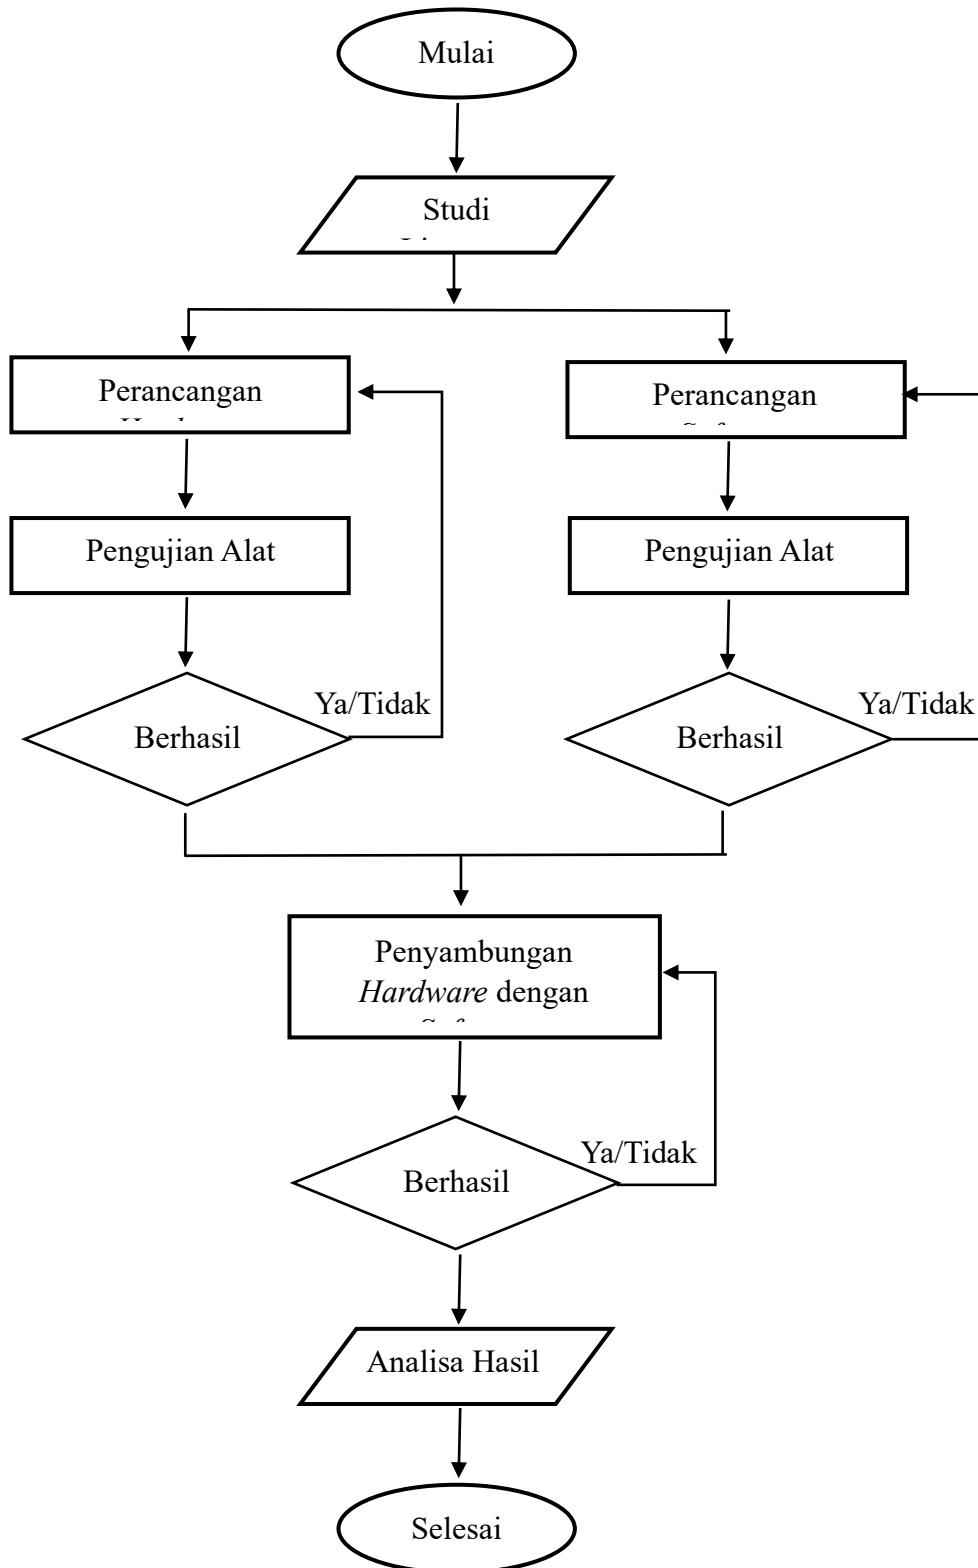 Mulai
Studi
Perancangan
Perancangan
Pengujian Alat
Pengujian Alat
Ya/Tidak
Ya/Tidak
Berhasil
Berhasil
Penyambungan
Hardware dengan
Ya/Tidak
Berhasil
Analisa Hasil
Selesai